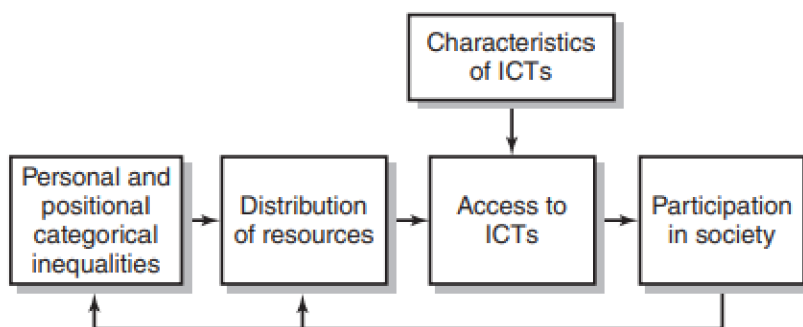 Characteristics
of ICTs
Personal and
positional
categorical
inequalities
Distribution
of resources
Access to
ICTs
Participation
in society